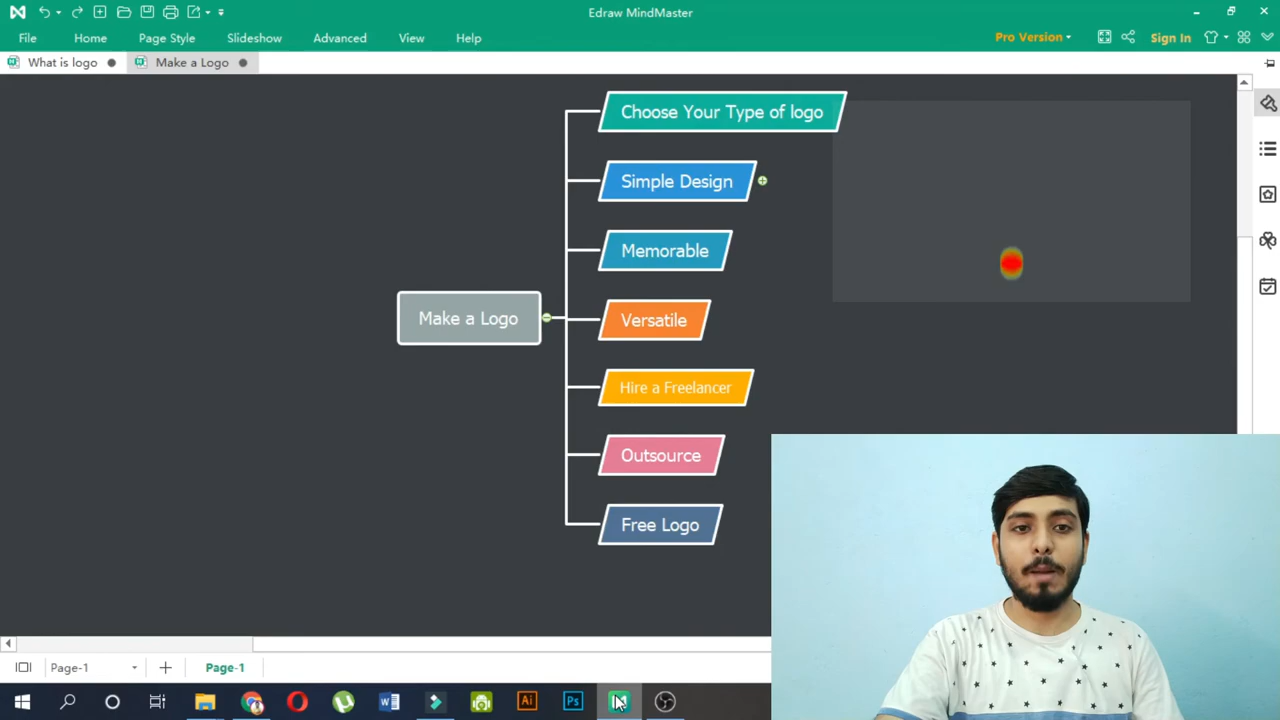 Edraw MindMaster
File Home Page Style Slideshow Advanced View Help Pro Version Sign In
What is logo Make a Logo
Choose Your Type of logo
Simple Design
Memorable
Make a Logo
Versatile
Hire a Freelancer
Outsource
Free Logo
Page-1 Page-1
W Ai Ps